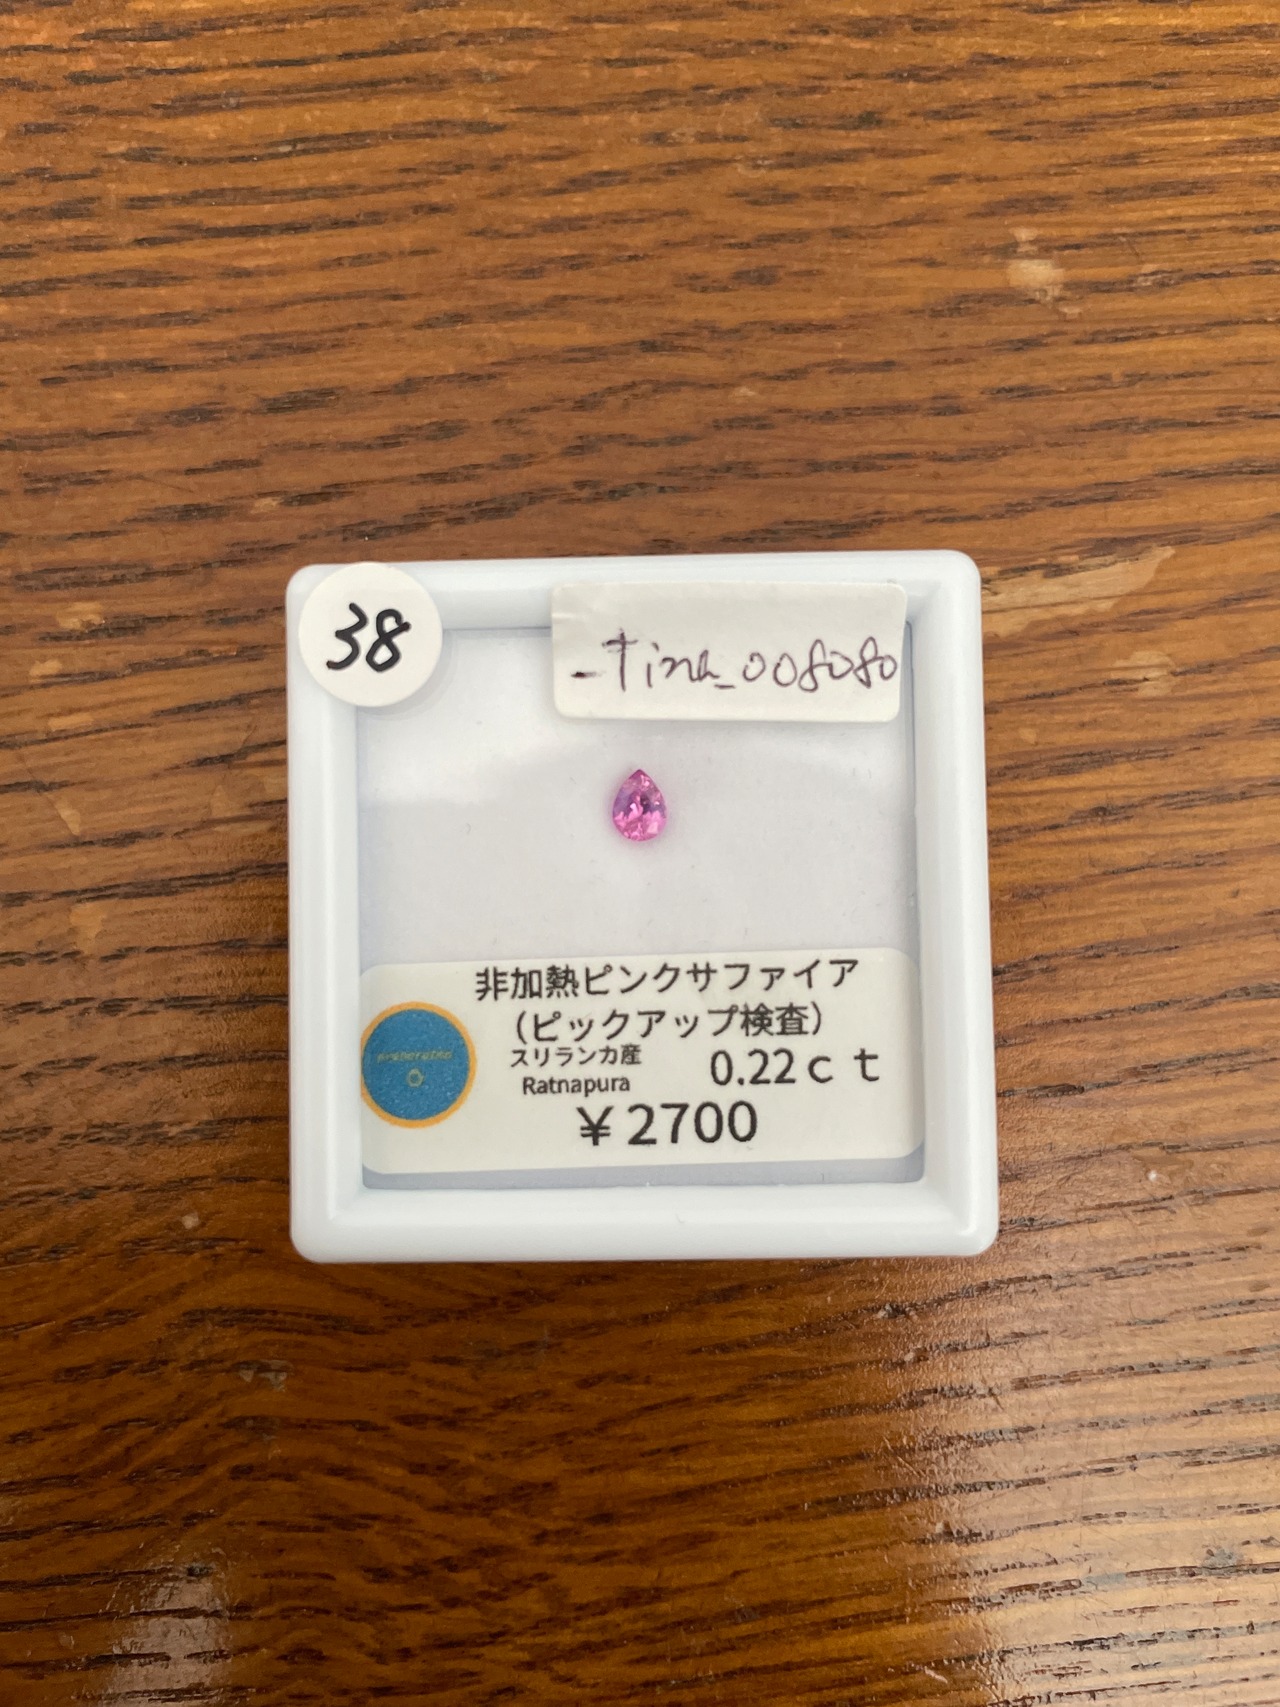 38
_tina_008080
非加熱ピンクサファイア
(ピックアップ検査)
スリランカ産
Ratnapura
0.22ct
¥2700